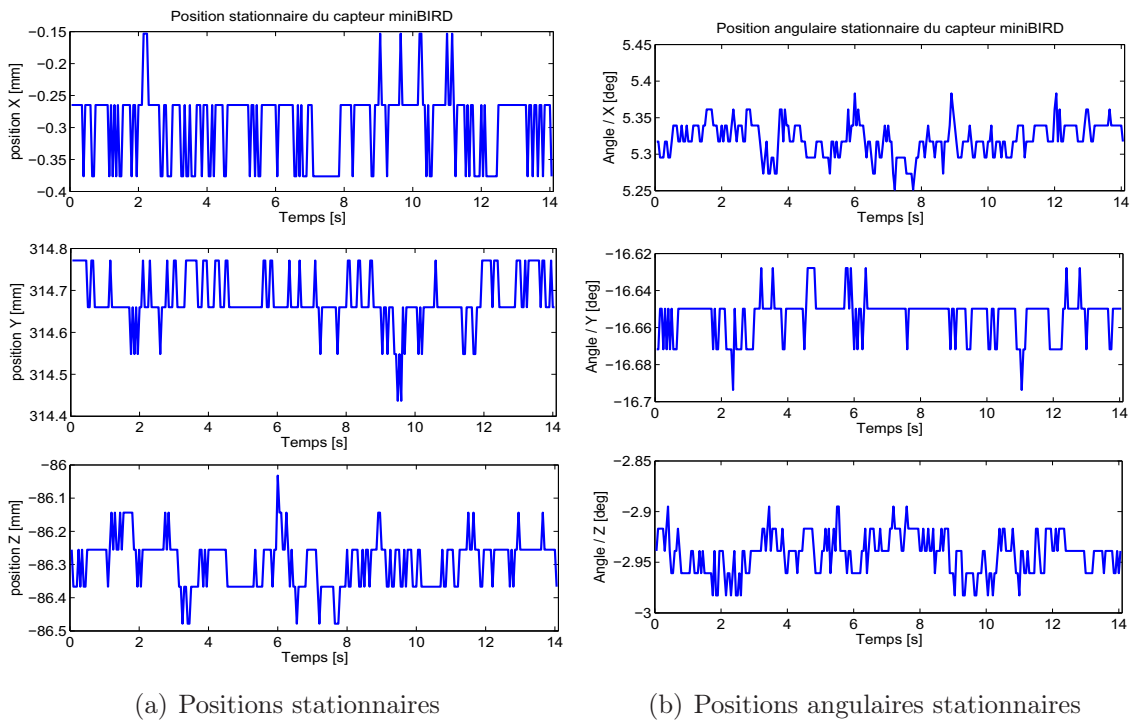 Position stationnaire du capteur miniBIRD
−0.15
−0.2
−0.25
−0.3
−0.35
−0.4
position X [mm]
0 2 4 6 8 10 12 14
Temps [s]
314.8
314.7
314.6
314.5
314.4
position Y [mm]
0 2 4 6 8 10 12 14
Temps [s]
−86
−86.1
−86.2
−86.3
−86.4
−86.5
position Z [mm]
0 2 4 6 8 10 12 14
Temps [s]
(a) Positions stationnaires
Position angulaire stationnaire du capteur miniBIRD
5.45
5.4
5.35
5.3
5.25
Angle / X [deg]
0 2 4 6 8 10 12 14
Temps [s]
−16.62
−16.64
−16.66
−16.68
−16.7
Angle / Y [deg]
0 2 4 6 8 10 12 14
Temps [s]
−2.85
−2.9
−2.95
−3
Angle / Z [deg]
0 2 4 6 8 10 12 14
Temps [s]
(b) Positions angulaires stationnaires